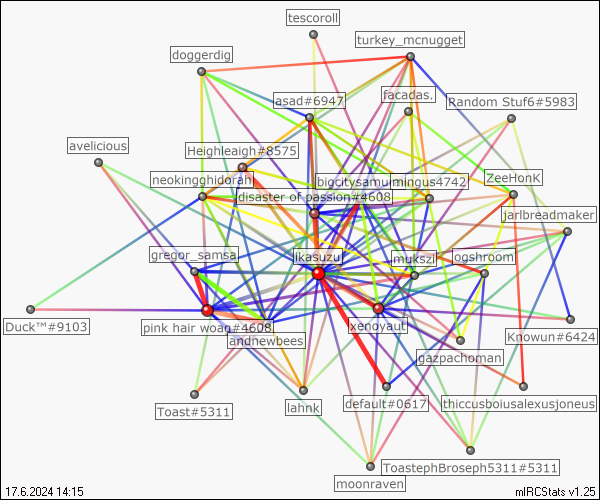 tescoroll
turkey_mcnugget
doggerdig
facadas.
asad#6947
Random Stuf6#5983
avelicious
Heighleaigh#8575
neokingghidorah
mingus4742
ZeeHonK
disaster of passion#4608
jarlbreadmaker
gregor_samsa
ikasuzu
mukszi
ogshroom
Duck™#9103
pink hair woag#4608
xenoyaut
Knowun#6424
andnewbees
gazpachoman
Toast#5311
lahnk
default#0617
thiccusboiusalexusjoneus
moonraven
ToastephBroseph5311#5311
17.6.2024 14:15
mIRCStats v1.25